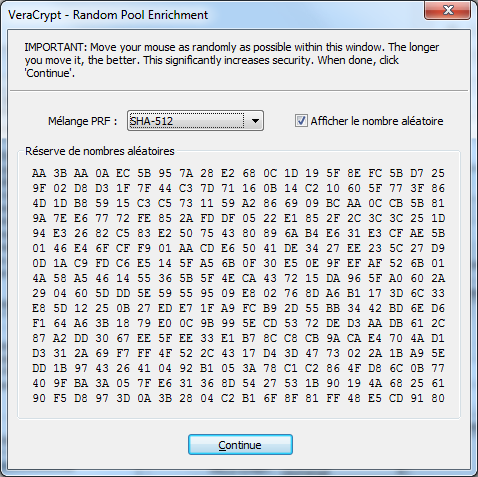 VeraCrypt - Random Pool Enrichment
IMPORTANT: Move your mouse as randomly as possible within this window. The longer
you move it, the better. This significantly increases security. When done, click
'Continue'.
Mélange PRF : SHA-512 Afficher le nombre aléatoire
Réserve de nombres aléatoires
AA 3B AA 0A EC 5B 95 7A 28 E2 68 0C 1D 19 5F 8E FC 5B D7 25
9F 02 D8 D3 1F 7F 44 C3 7D 71 16 0B 14 C2 10 60 5F 77 3F 86
4D 1D B8 59 15 C3 C5 73 11 59 A2 86 69 09 BC AA 0C CB 5B 81
9A 7E E6 77 72 FE 85 2A FD DF 05 22 E1 85 2F 2C 3C 3C 25 1D
94 E3 26 82 C5 83 E2 50 75 43 80 89 6A B4 E6 31 E3 CF AE 5B
01 46 E4 6F CF F9 01 AA CD E6 50 41 DE 34 27 EE 23 5C 27 D9
0D 1A C9 FD C6 E5 14 5F A5 6B 0F 30 E5 0E 9F EF AF 52 6B 01
4A 58 A5 46 14 55 36 5B 5F 4E CA 43 72 15 DA 96 5F A0 60 2A
29 04 60 5D DD 5E 59 55 95 09 E8 02 76 8D A6 B1 17 3D 6C 33
E8 5D 12 25 0B 27 ED E7 1F A9 FC B9 2D 55 BB 34 42 BD 6E D6
F1 64 A6 3B 18 79 E0 0C 9B 99 5E CD 53 72 DE D3 AA DB 61 2C
87 A2 DD 30 67 EE 5F EE 33 E1 B7 8C C8 CB 9A CA E4 70 4A D1
D3 31 2A 69 F7 FF 4F 52 2C 43 17 D4 3D 47 73 02 2A 1B A9 5E
DD 1B 97 43 26 41 04 92 B1 05 3A 78 C1 C2 86 4F D8 6C 0B 77
40 9F BA 3A 05 7F E6 31 36 8D 54 27 53 1B 90 19 4A 68 25 61
90 F5 D8 97 3D 0A 3B 28 04 C2 B1 6F 8F 81 FF 48 E5 CD 91 80
Continue